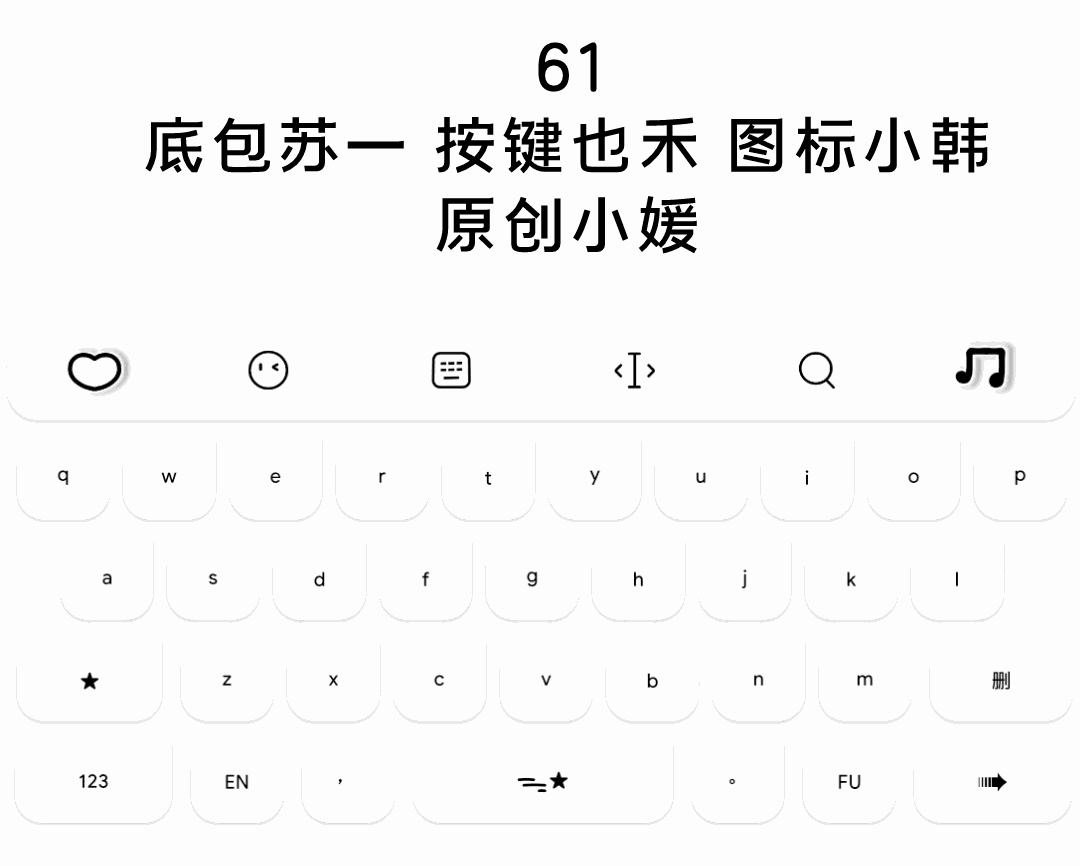 61
底包苏一 按键也禾 图标小韩
原创小媛
q w e r t y u i o p
a s d f g h j k l
★ z x c v b n m 删
123 EN ， ★ 。 FU